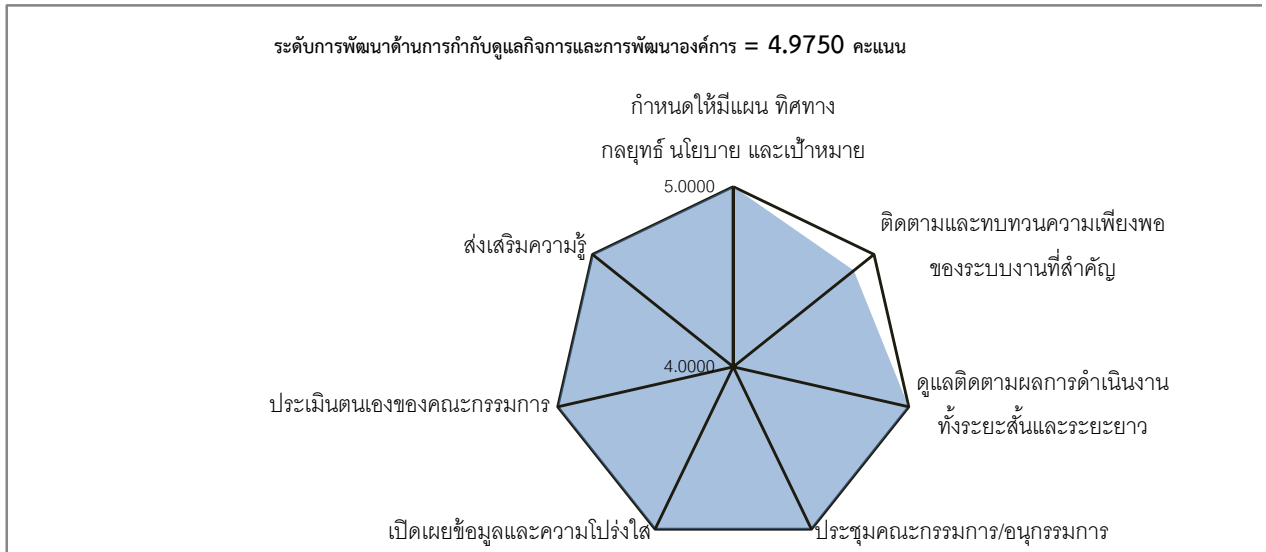 ระดับการพัฒนาด้านการกำกับดูแลกิจการและการพัฒนาองค์การ = 4.9750 คะแนน
กำหนดให้มีแผน ทิศทาง
กลยุทธ์ นโยบาย และเป้าหมาย
5.0000
ติดตามและทบทวนความเพียงพอ
ของระบบงานที่สำคัญ
ส่งเสริมความรู้
4.0000
ดูแลติดตามผลการดำเนินงาน
ทั้งระยะสั้นและระยะยาว
ประเมินตนเองของคณะกรรมการ
เปิดเผยข้อมูลและความโปร่งใส
ประชุมคณะกรรมการ/อนุกรรมการ